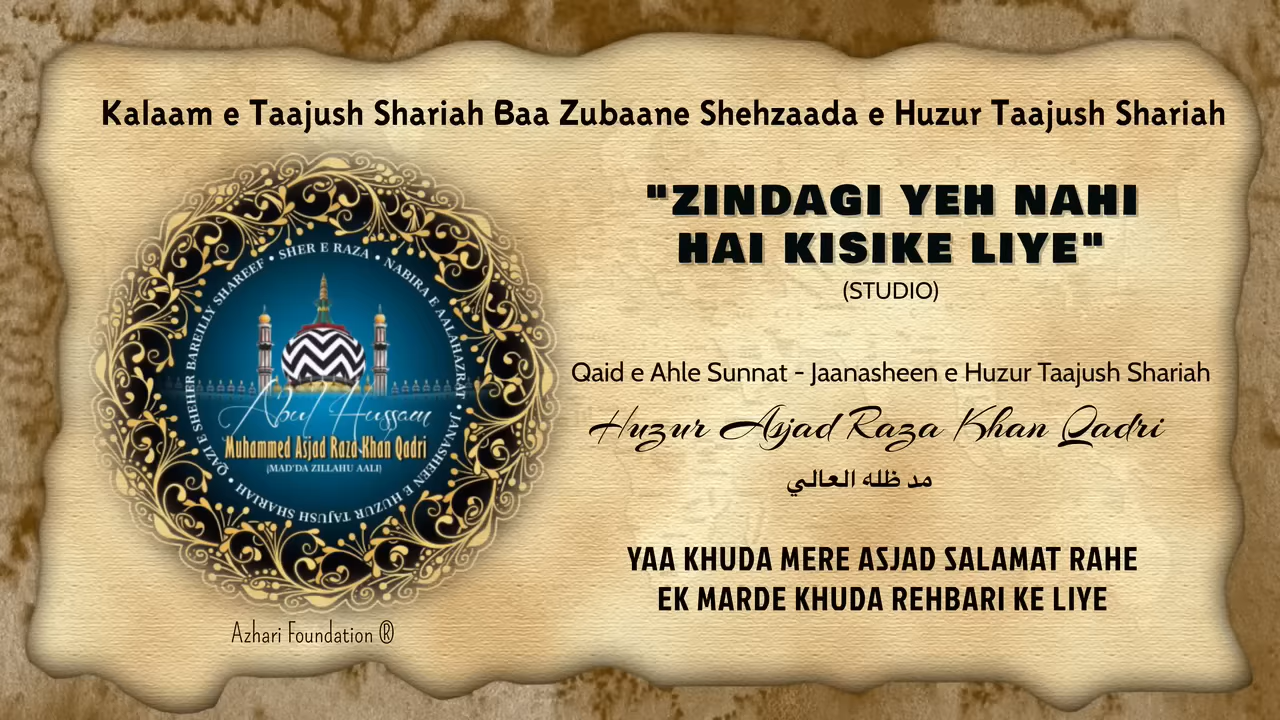 Kalaam e Taajush Shariah Baa Zubaane Shehzaada e Huzur Taajush Shariah
"ZINDAGI YEH NAHI
HAI KISIKE LIYE"
(STUDIO)
Qaid e Ahle Sunnat - Jaanasheen e Huzur Taajush Shariah
Huzur Asjad Raza Khan Qadri
مد ظله العالي
YAA KHUDA MERE ASJAD SALAMAT RAHE
EK MARDE KHUDA REHBARI KE LIYE
QAZI E SHEHER BAREILLY SHAREEF • SHER E RAZA • NABIRA E AALAHAZRAT • JANASHEEN E HUZUR TAJUSH SHARIAH •
Abul Hussam
Muhammed Asjad Raza Khan Qadri
(MAD'DA ZILLAHU AALI)
Azhari Foundation ®